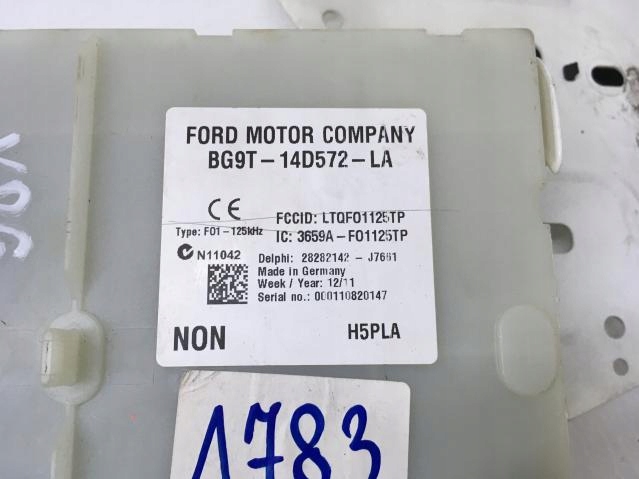 FORD MOTOR COMPANY
BG9T-14D572-LA
CE
FCCID: LTQFO1125TP
Type: FO1-125kHz
IC: 3659A-FO1125TP
N11042
Delphi: 28282142 - J7661
Made in Germany
Week / Year: 12/11
Serial no.: 000110820147
NON
H5PLA
1783